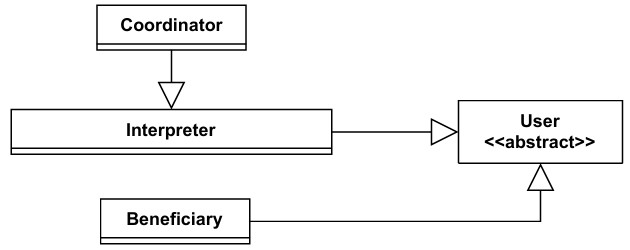 Coordinator
Interpreter
User
<<abstract>>
Beneficiary